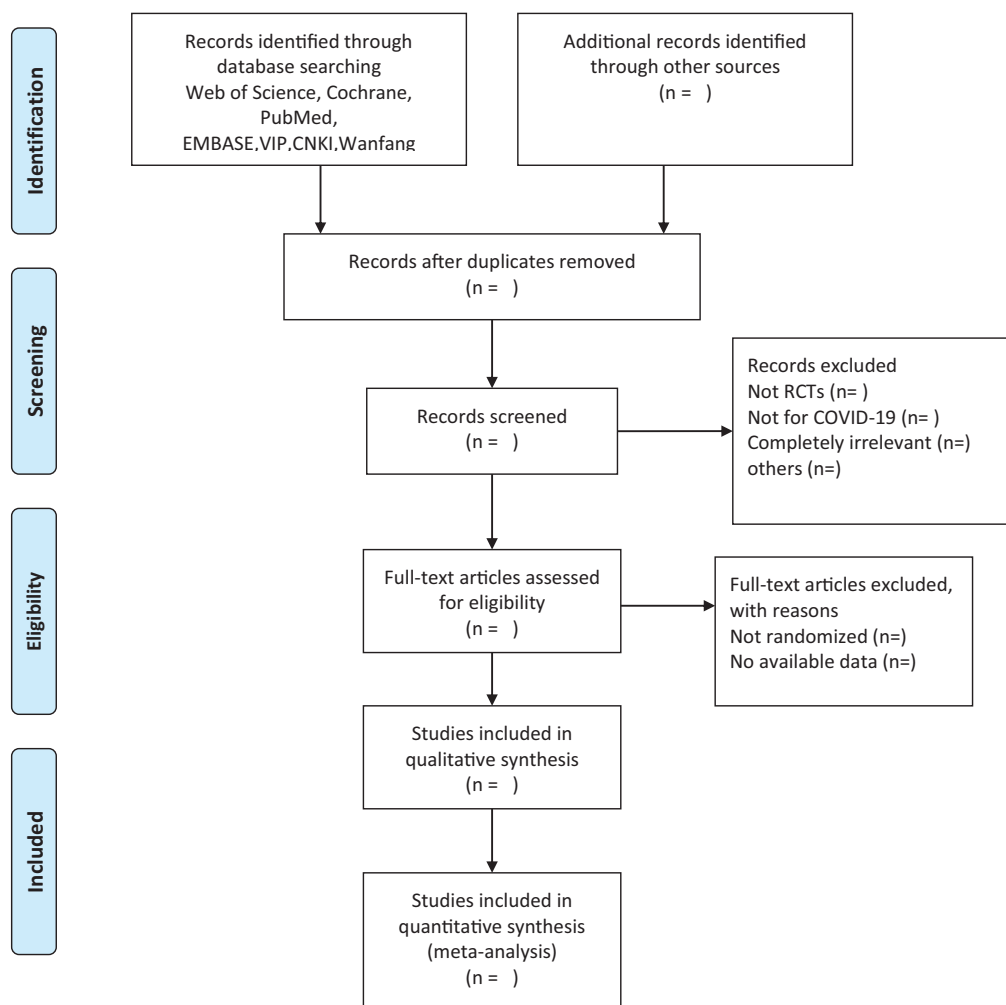 Identification
Records identified through
database searching
Web of Science, Cochrane,
PubMed,
EMBASE,VIP,CNKI,Wanfang
Additional records identified
through other sources
(n =   )
Records after duplicates removed
(n =   )
Screening
Records screened
(n =   )
Records excluded
Not RCTs (n= )
Not for COVID-19 (n= )
Completely irrelevant (n=)
others (n=)
Eligibility
Full-text articles assessed
for eligibility
(n =   )
Full-text articles excluded,
with reasons
Not randomized (n=)
No available data (n=)
Included
Studies included in
qualitative synthesis
(n =   )
Studies included in
quantitative synthesis
(meta-analysis)
(n =   )